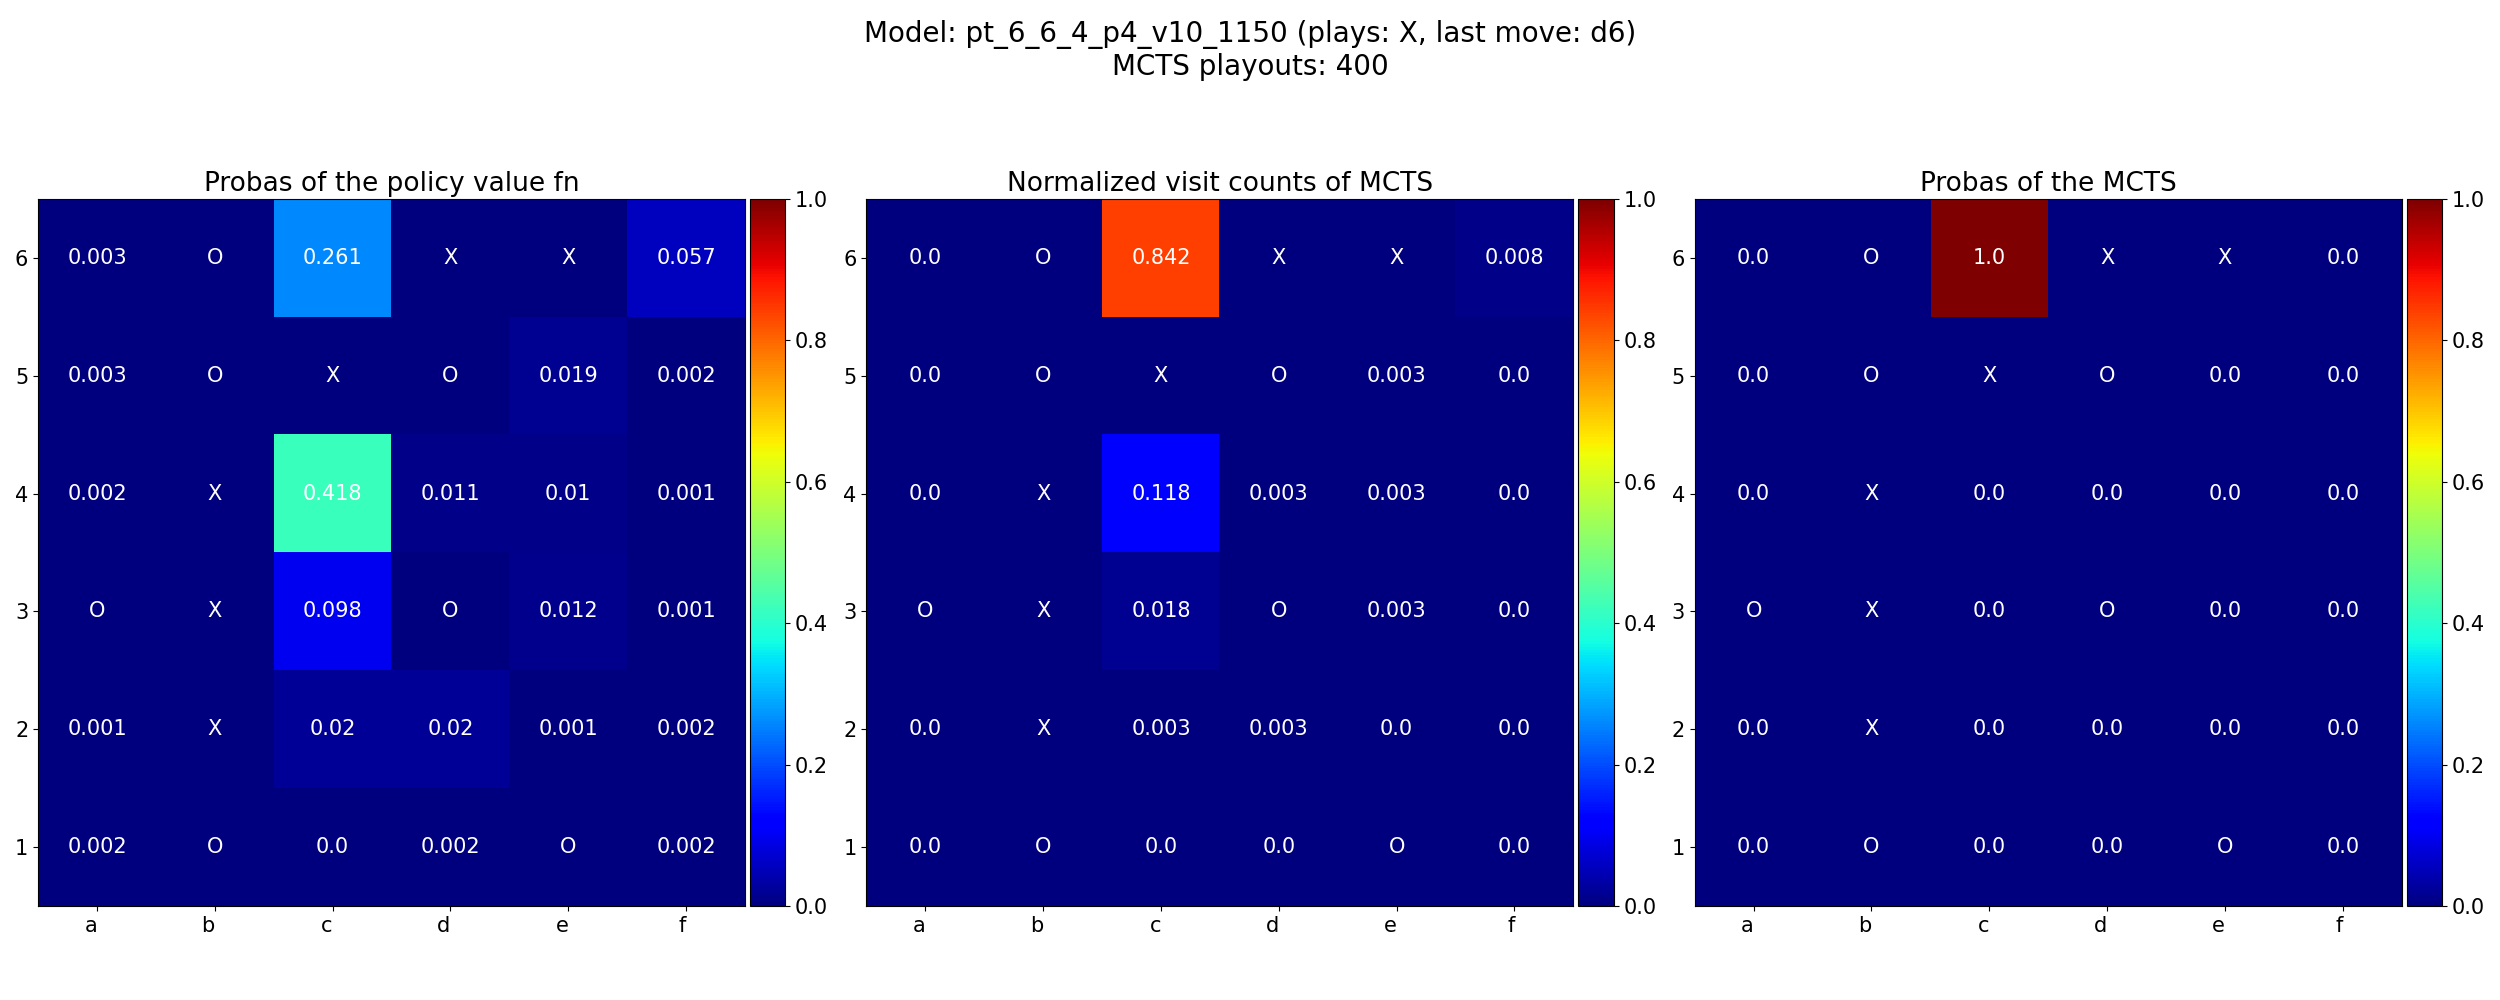 Model: pt_6_6_4_p4_v10_1150 (plays: X, last move: d6)
MCTS playouts: 400
Probas of the policy value fn
6 0.003 O 0.261 X X 0.057
5 0.003 O X O 0.019 0.002
4 0.002 X 0.418 0.011 0.01 0.001
3 O X 0.098 O 0.012 0.001
2 0.001 X 0.02 0.02 0.001 0.002
1 0.002 O 0.0 0.002 O 0.002
a b c d e f
1.0
0.8
0.6
0.4
0.2
0.0
Normalized visit counts of MCTS
6 0.0 O 0.842 X X 0.008
5 0.0 O X O 0.003 0.0
4 0.0 X 0.118 0.003 0.003 0.0
3 O X 0.018 O 0.003 0.0
2 0.0 X 0.003 0.003 0.0 0.0
1 0.0 O 0.0 0.0 O 0.0
a b c d e f
1.0
0.8
0.6
0.4
0.2
0.0
Probas of the MCTS
6 0.0 O 1.0 X X 0.0
5 0.0 O X O 0.0 0.0
4 0.0 X 0.0 0.0 0.0 0.0
3 O X 0.0 O 0.0 0.0
2 0.0 X 0.0 0.0 0.0 0.0
1 0.0 O 0.0 0.0 O 0.0
a b c d e f
1.0
0.8
0.6
0.4
0.2
0.0